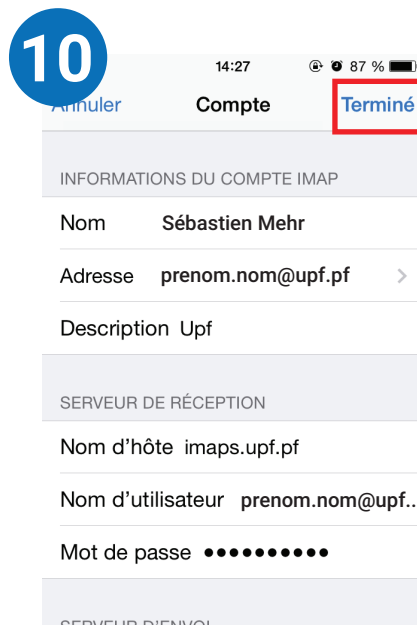 10
14:27 87 %
Annuler Compte Terminé
INFORMATIONS DU COMPTE IMAP
Nom Sébastien Mehr
Adresse prenom.nom@upf.pf
Description Upf
SERVEUR DE RÉCEPTION
Nom d’hôte imaps.upf.pf
Nom d’utilisateur prenom.nom@upf..
Mot de passe ●●●●●●●●●●
SERVEUR D’ENVOI